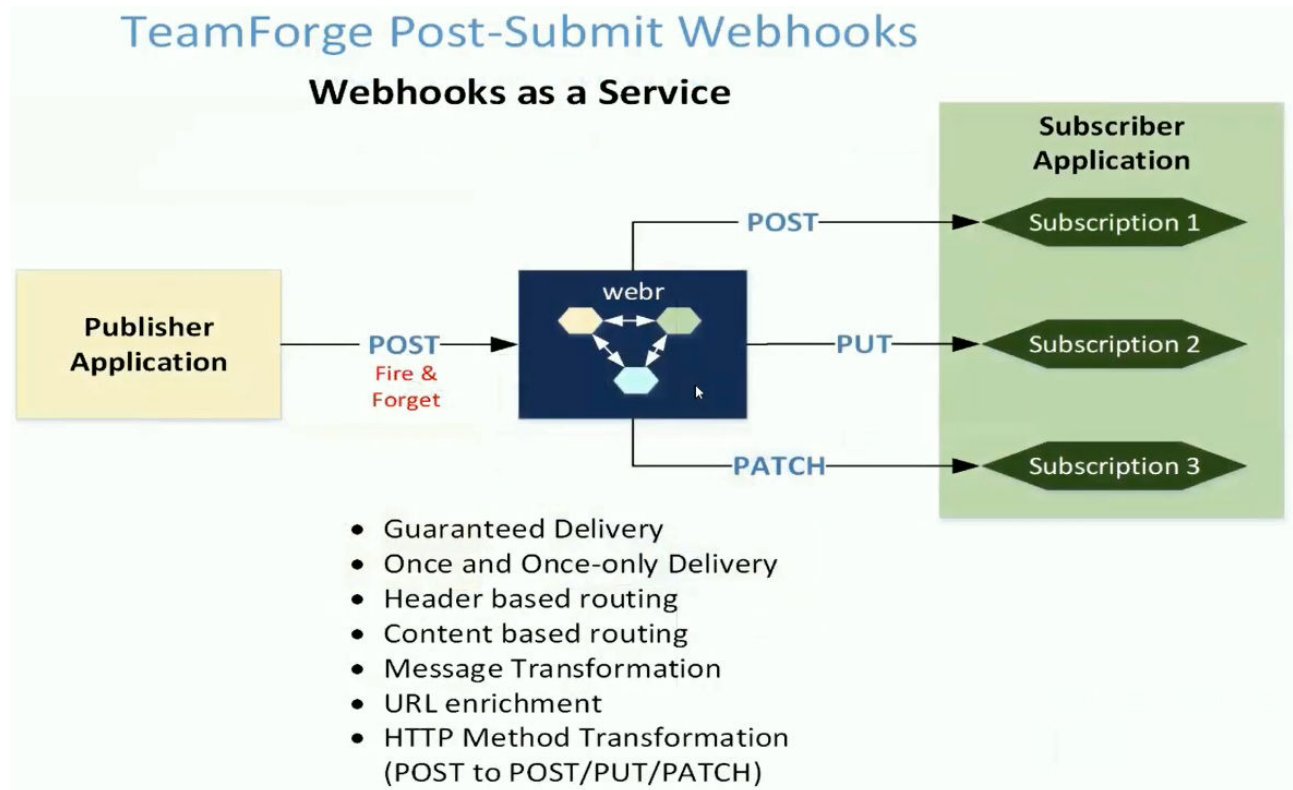 TeamForge Post-Submit Webhooks
Webhooks as a Service
Subscriber
Application
POST
Subscription 1
webr
Publisher
Application
POST
Fire &
Forget
PUT
Subscription 2
PATCH
Subscription 3
• Guaranteed Delivery
• Once and Once-only Delivery
• Header based routing
• Content based routing
• Message Transformation
• URL enrichment
• HTTP Method Transformation
(POST to POST/PUT/PATCH)